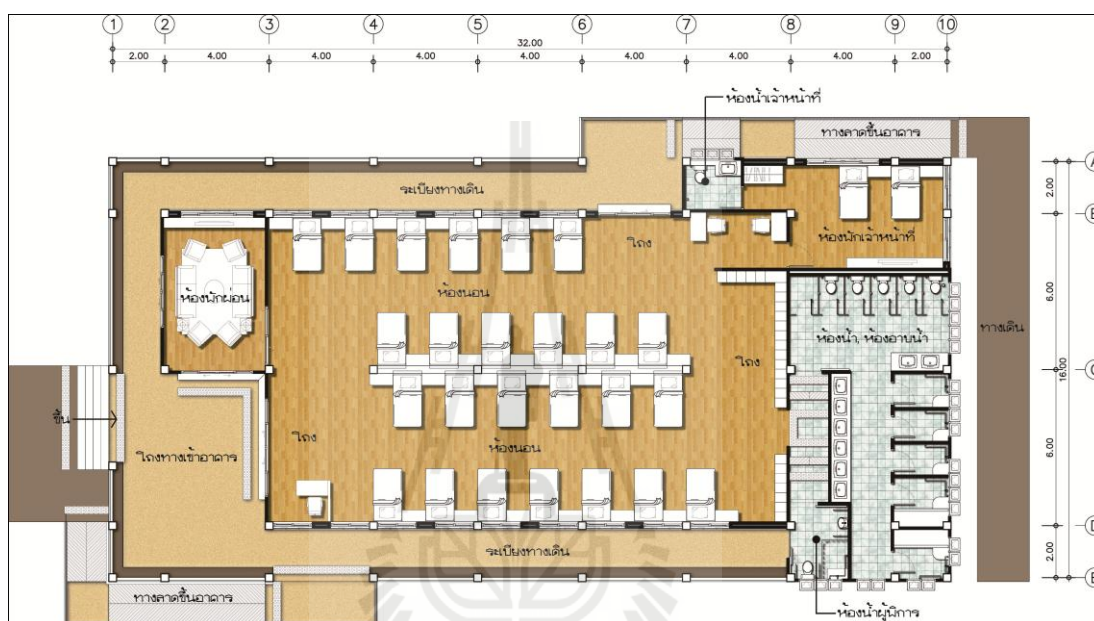 1 2 3 4 5 6 7 8 9 10
32.00
2.00 4.00 4.00 4.00 4.00 4.00 4.00 4.00 2.00
ห้องน้ำเจ้าหน้าที่
ทางลาดขึ้นอาคาร
A
ระเบียงทางเดิน
2.00
B
โถง
ห้องพักเจ้าหน้าที่
ห้องพักผ่อน
ห้องนอน
6.00
ทางเดิน
ห้องน้ำ, ห้องอาบน้ำ
โถง
C
16.00
ขึ้น
โถง
ห้องนอน
โถงทางเข้าอาคาร
6.00
D
ระเบียงทางเดิน
2.00
E
ทางลาดขึ้นอาคาร
ห้องน้ำผู้พิการ